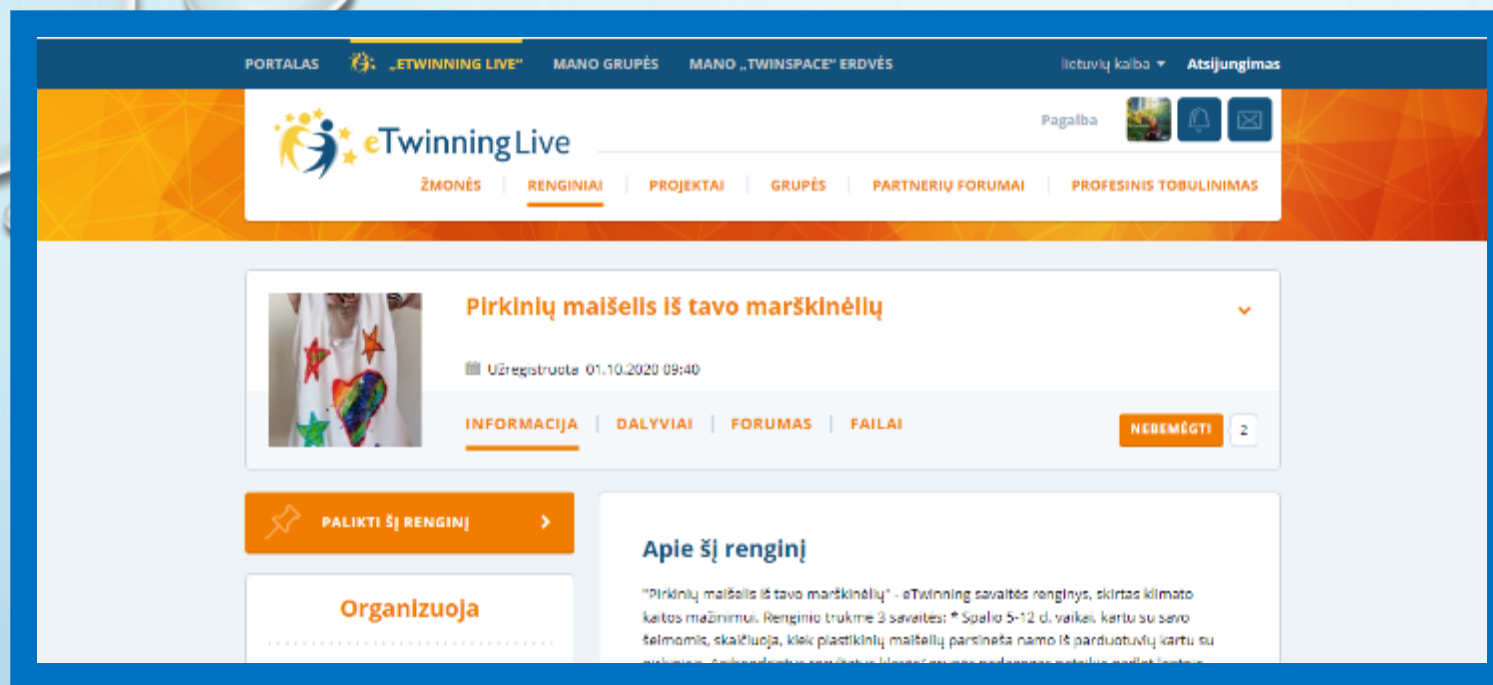 PORTALAS „ETWINNING LIVE“ MANO GRUPĖS MANO „TWINSPACE“ ERDVĖS lietuvių kalba Atsijungimas
eTwinningLive Pagalba
ŽMONĖS RENGINIAI PROJEKTAI GRUPĖS PARTNERIŲ FORUMAI PROFESINIS TOBULINIMAS
Pirkinių maišelis iš tavo marškinėlių
Užregistruota 01.10.2020 09:40
INFORMACIJA DALYVIAI FORUMAS FAILAI NEBEMĖGTI 2
PALIKTI ŠĮ RENGINĮ
Organizuoja
Apie šį renginį
"Pirkinių maišelis iš tavo marškinėlių" - eTwinning savaitės renginys, skirtas klimato
kaitos mažinimui. Renginio trukmė 3 savaitės: * Spalio 5-12 d. vaikai, kartu su savo
šeimomis, skaičiuoja, kiek plastikinių maišelių parsineša namo iš parduotuvių kartu su